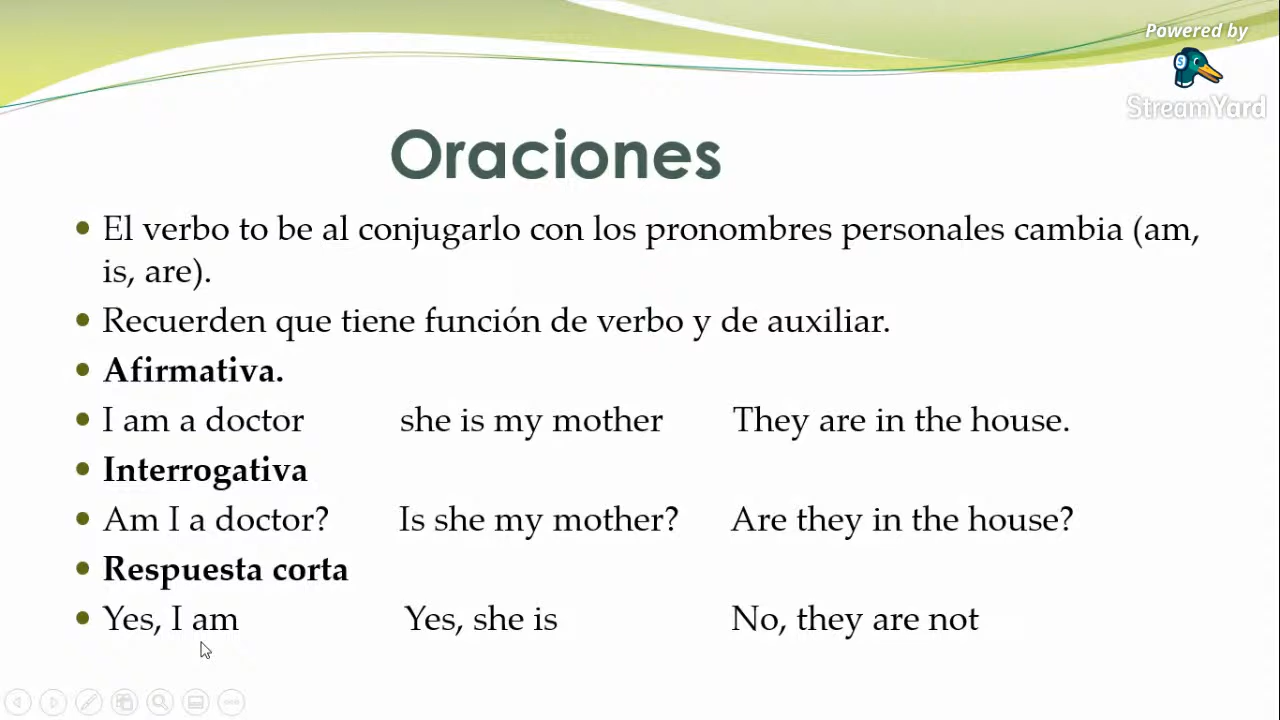 Powered by
StreamYard
Oraciones
• El verbo to be al conjugarlo con los pronombres personales cambia (am,
is, are).
• Recuerden que tiene función de verbo y de auxiliar.
• Afirmativa.
• I am a doctor she is my mother They are in the house.
• Interrogativa
• Am I a doctor? Is she my mother? Are they in the house?
• Respuesta corta
• Yes, I am Yes, she is No, they are not